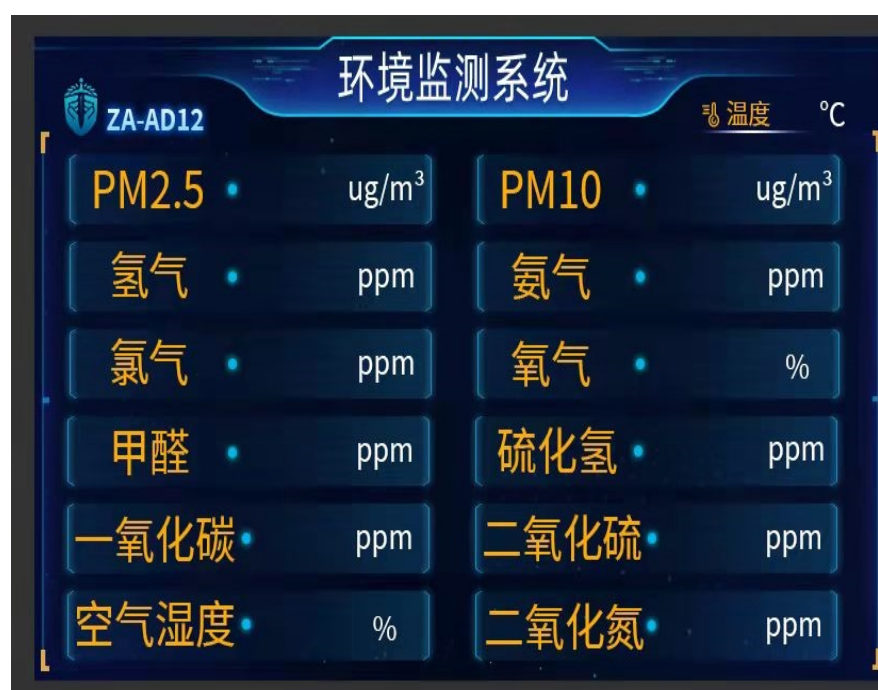 环境监测系统
ZA-AD12
温度 °C
PM2.5 ug/m³ PM10 ug/m³
氢气 ppm 氨气 ppm
氯气 ppm 氧气 %
甲醛 ppm 硫化氢 ppm
一氧化碳 ppm 二氧化硫 ppm
空气湿度 % 二氧化氮 ppm